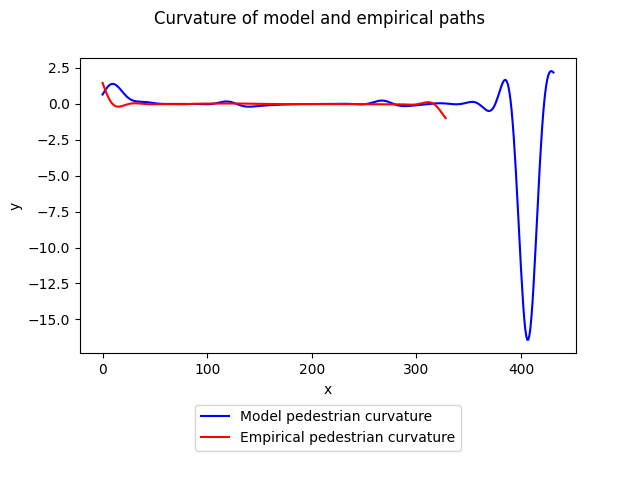 Curvature of model and empirical paths
2.5
0.0
−2.5
−5.0
−7.5
−10.0
−12.5
−15.0
y
0 100 200 300 400
x
Model pedestrian curvature
Empirical pedestrian curvature